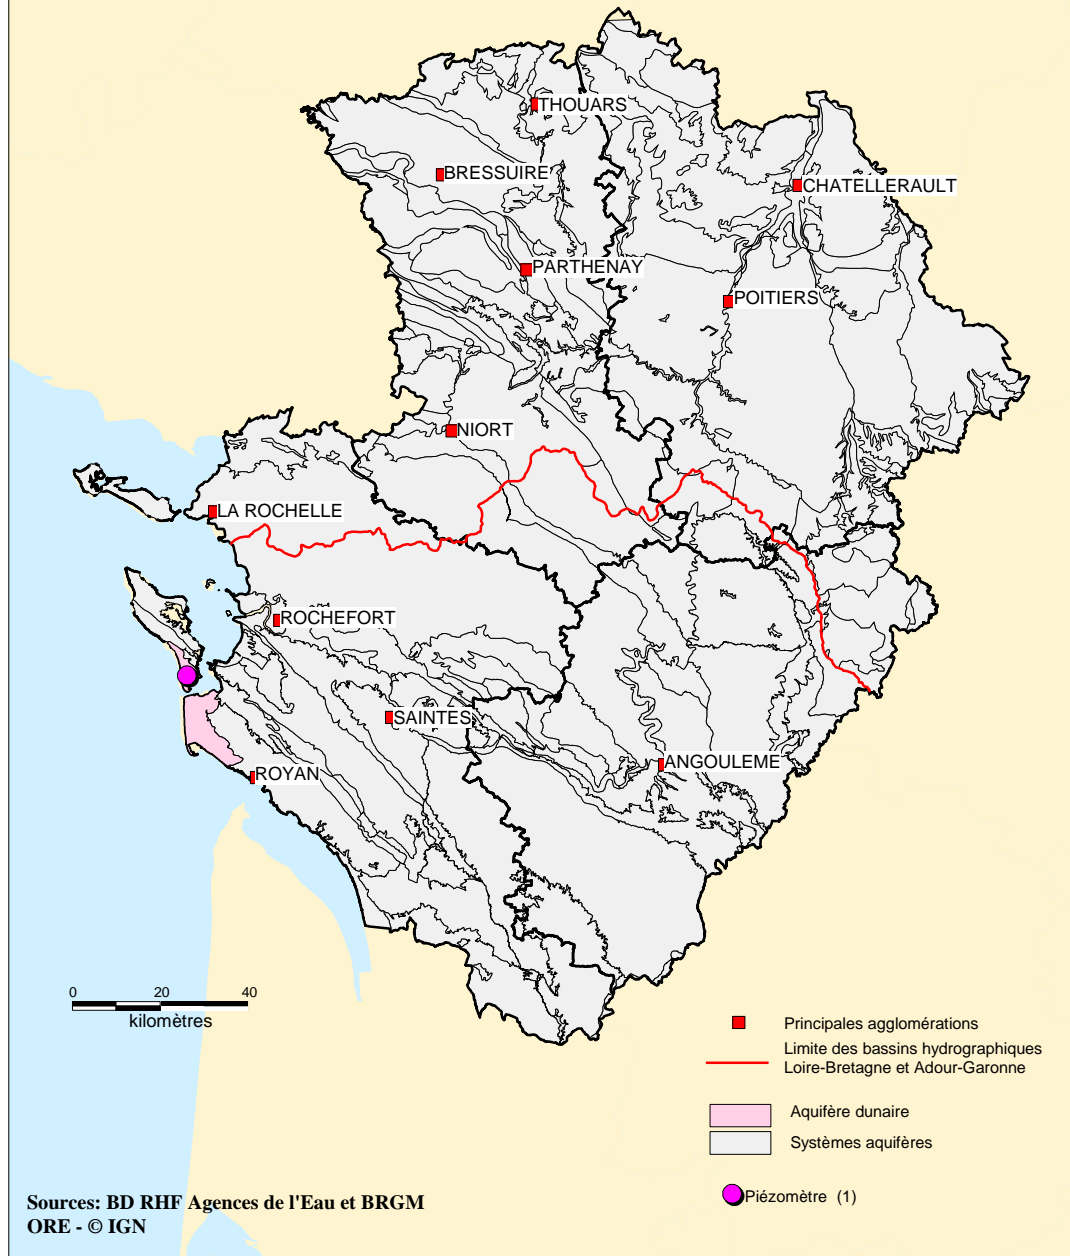 THOUARS
BRESSUIRE
CHATELLERAULT
PARTHENAY
POITIERS
NIORT
LA ROCHELLE
ROCHEFORT
SAINTES
ANGOULEME
ROYAN
0 20 40
kilomètres
Principales agglomérations
Limite des bassins hydrographiques
Loire-Bretagne et Adour-Garonne
Aquifère dunaire
Systèmes aquifères
Piézomètre (1)
Sources: BD RHF Agences de l'Eau et BRGM
ORE - © IGN